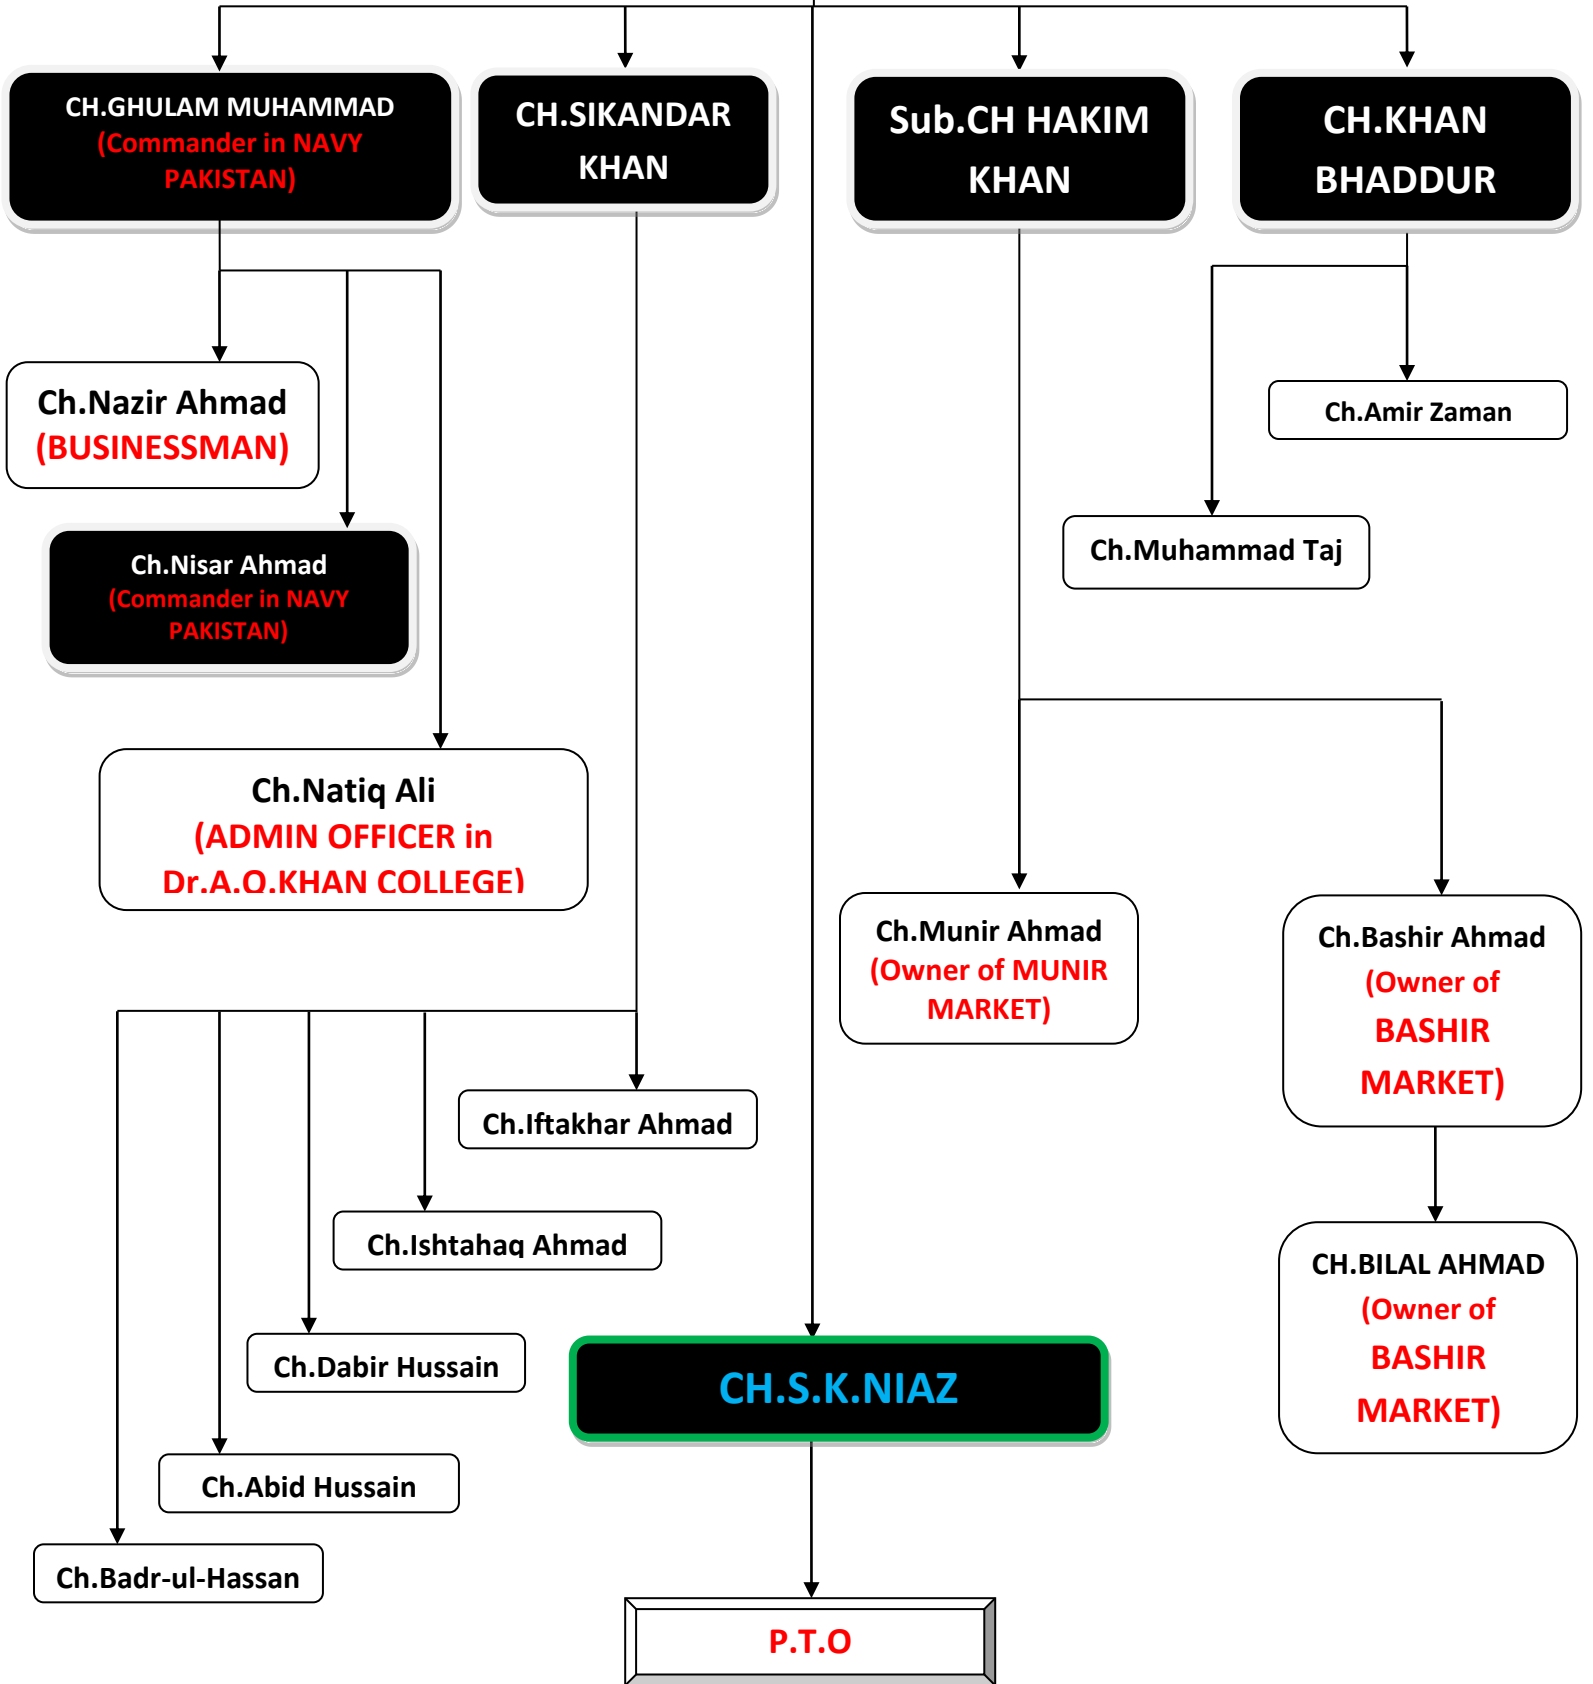 CH.GHULAM MUHAMMAD
(Commander in NAVY
PAKISTAN)
CH.SIKANDAR
KHAN
Sub.CH HAKIM
KHAN
CH.KHAN
BHADDUR
Ch.Nazir Ahmad
(BUSINESSMAN)
Ch.Amir Zaman
Ch.Nisar Ahmad
(Commander in NAVY
PAKISTAN)
Ch.Muhammad Taj
Ch.Natiq Ali
(ADMIN OFFICER in
Dr.A.Q.KHAN COLLEGE)
Ch.Munir Ahmad
(Owner of MUNIR
MARKET)
Ch.Bashir Ahmad
(Owner of
BASHIR
MARKET)
Ch.Iftakhar Ahmad
Ch.Ishtahaq Ahmad
CH.BILAL AHMAD
(Owner of
BASHIR
MARKET)
Ch.Dabir Hussain
CH.S.K.NIAZ
Ch.Abid Hussain
Ch.Badr-ul-Hassan
P.T.O